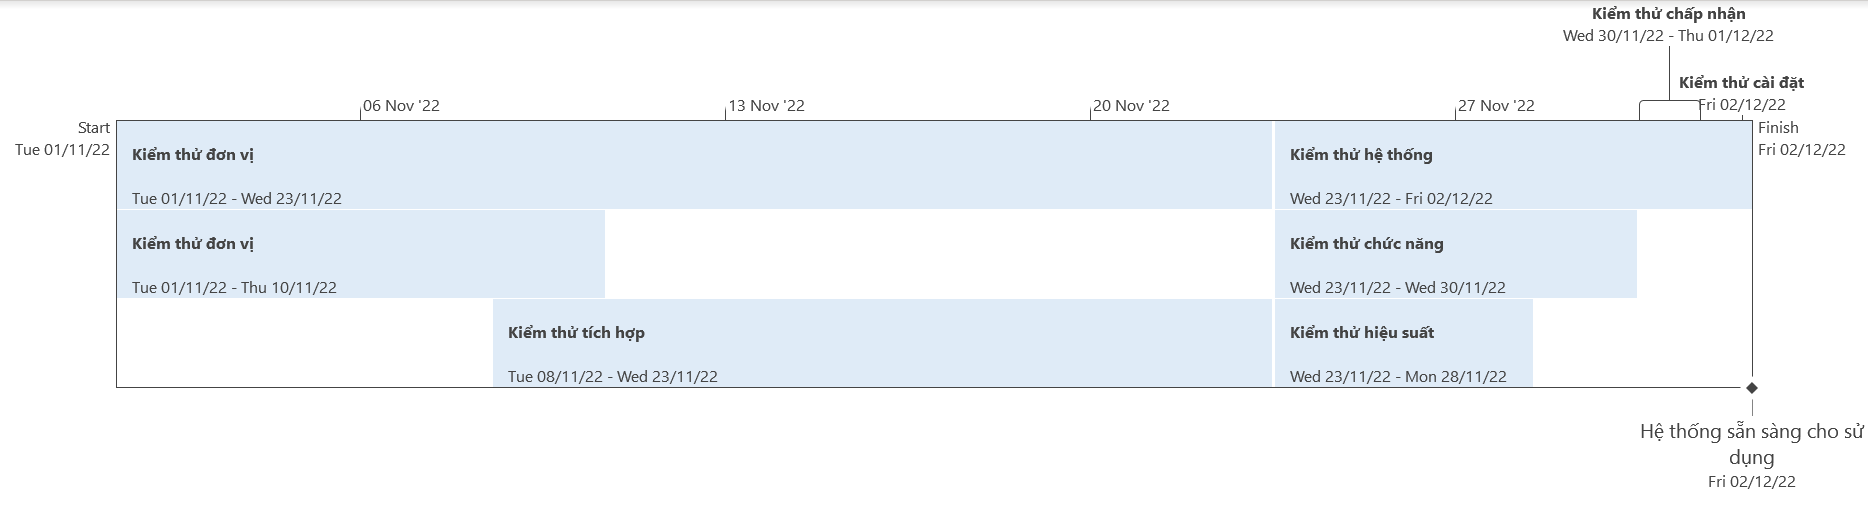 Kiểm thử chấp nhận
Wed 30/11/22 - Thu 01/12/22
Kiểm thử cài đặt
Fri 02/12/22
06 Nov '22
13 Nov '22
20 Nov '22
27 Nov '22
Start
Tue 01/11/22
Finish
Fri 02/12/22
Kiểm thử đơn vị
Tue 01/11/22 - Wed 23/11/22
Kiểm thử hệ thống
Wed 23/11/22 - Fri 02/12/22
Kiểm thử đơn vị
Tue 01/11/22 - Thu 10/11/22
Kiểm thử chức năng
Wed 23/11/22 - Wed 30/11/22
Kiểm thử tích hợp
Tue 08/11/22 - Wed 23/11/22
Kiểm thử hiệu suất
Wed 23/11/22 - Mon 28/11/22
Hệ thống sẵn sàng cho sử
dụng
Fri 02/12/22